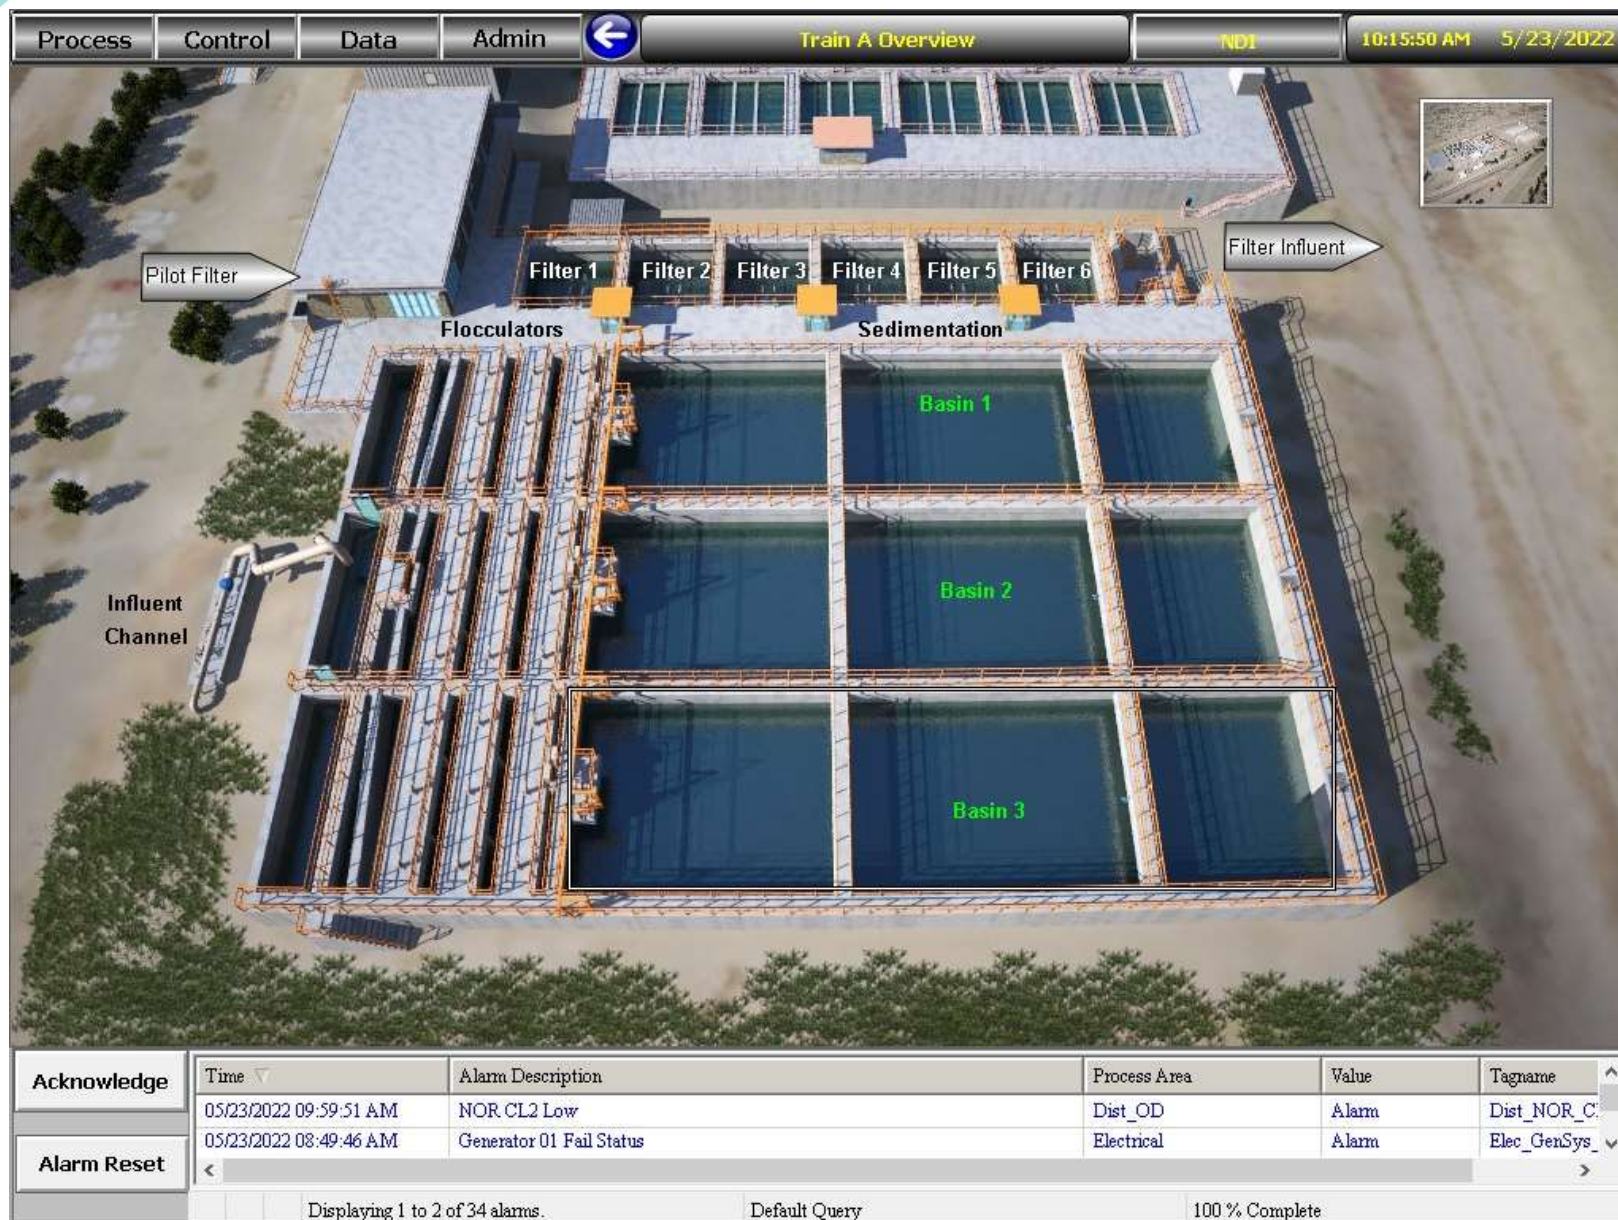 Process Control Data Admin Train A Overview NDI 10:15:50 AM 5/23/2022
Filter Influent
Pilot Filter
Filter 1 Filter 2 Filter 3 Filter 4 Filter 5 Filter 6
Flocculators Sedimentation
Basin 1
Basin 2
Influent
Channel
Basin 3
Acknowledge
Alarm Reset
Time Alarm Description Process Area Value Tagname
05/23/2022 09:59:51 AM NOR CL2 Low Dist_OD Alarm Dist_NOR_C
05/23/2022 08:49:46 AM Generator 01 Fail Status Electrical Alarm Elec_GenSys_
Displaying 1 to 2 of 34 alarms. Default Query 100 % Complete